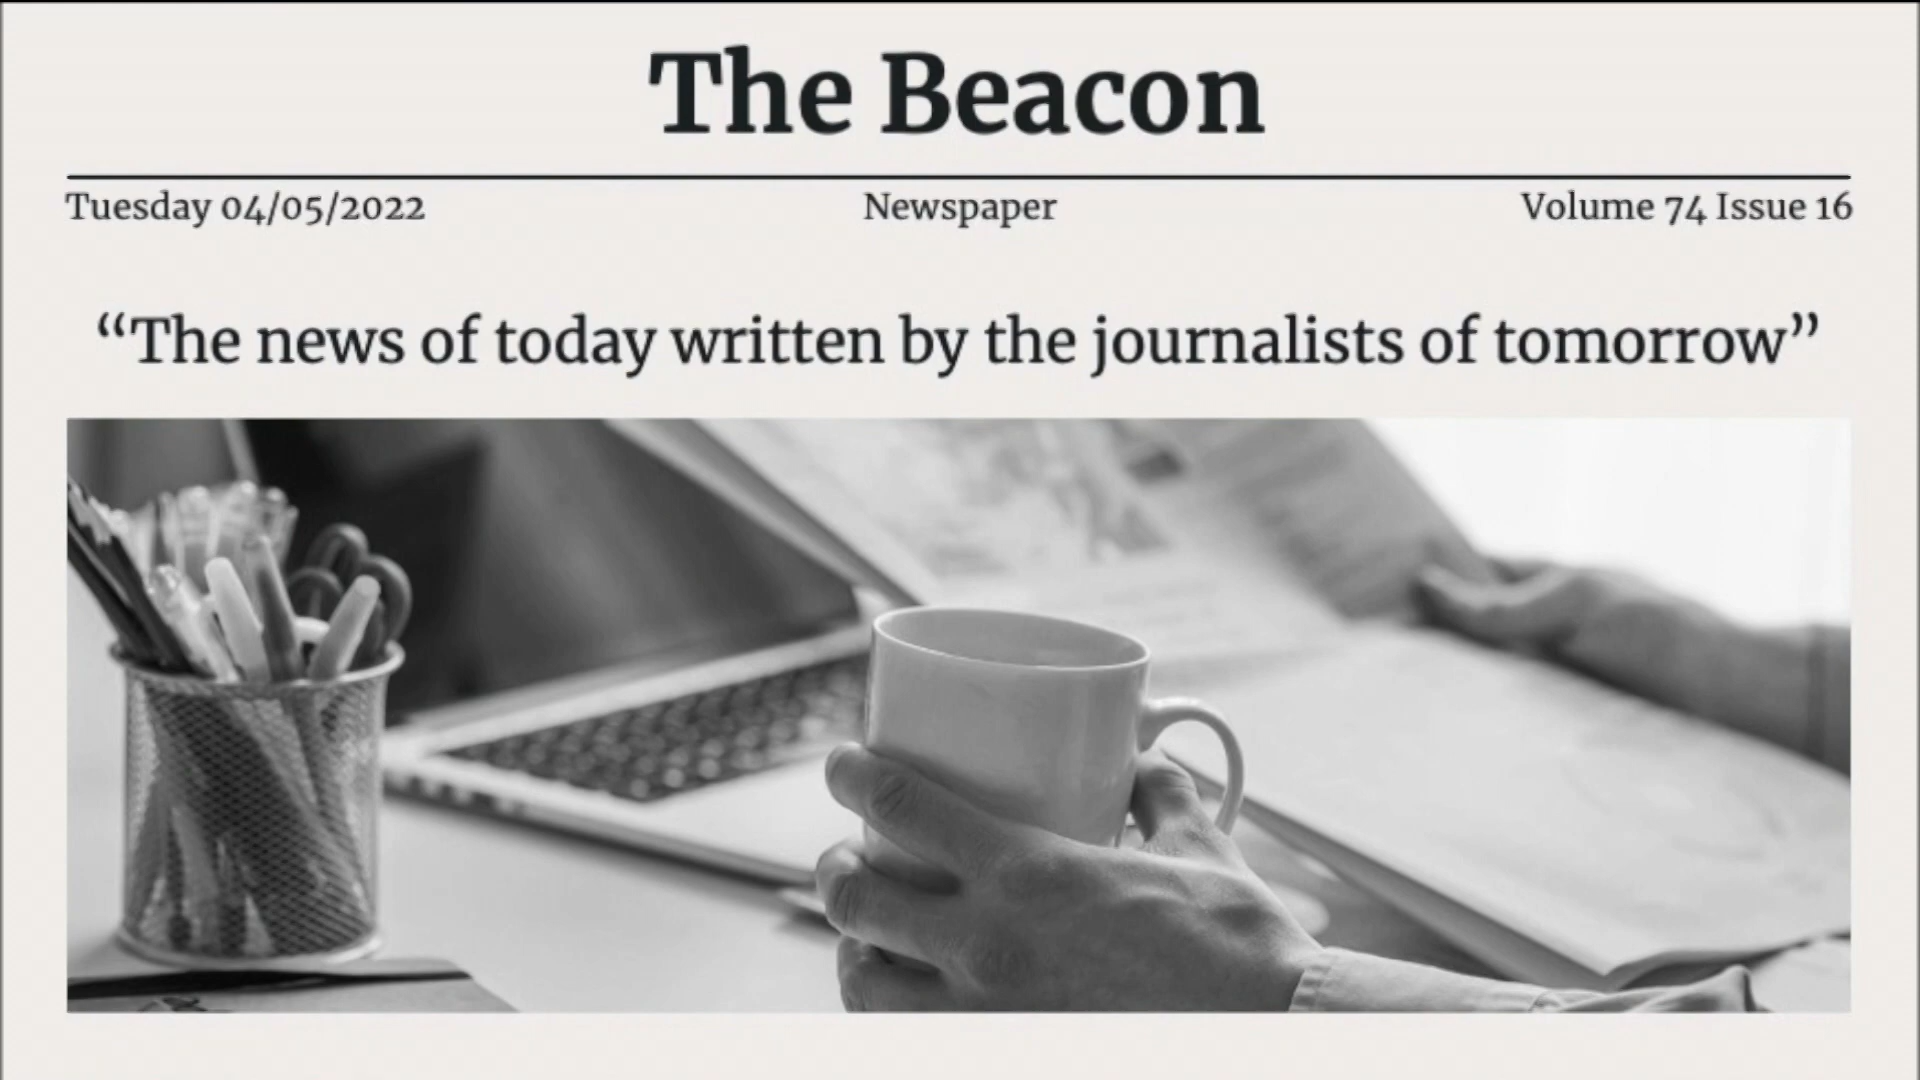 The Beacon
Tuesday 04/05/2022 Newspaper Volume 74 Issue 16
“The news of today written by the journalists of tomorrow”